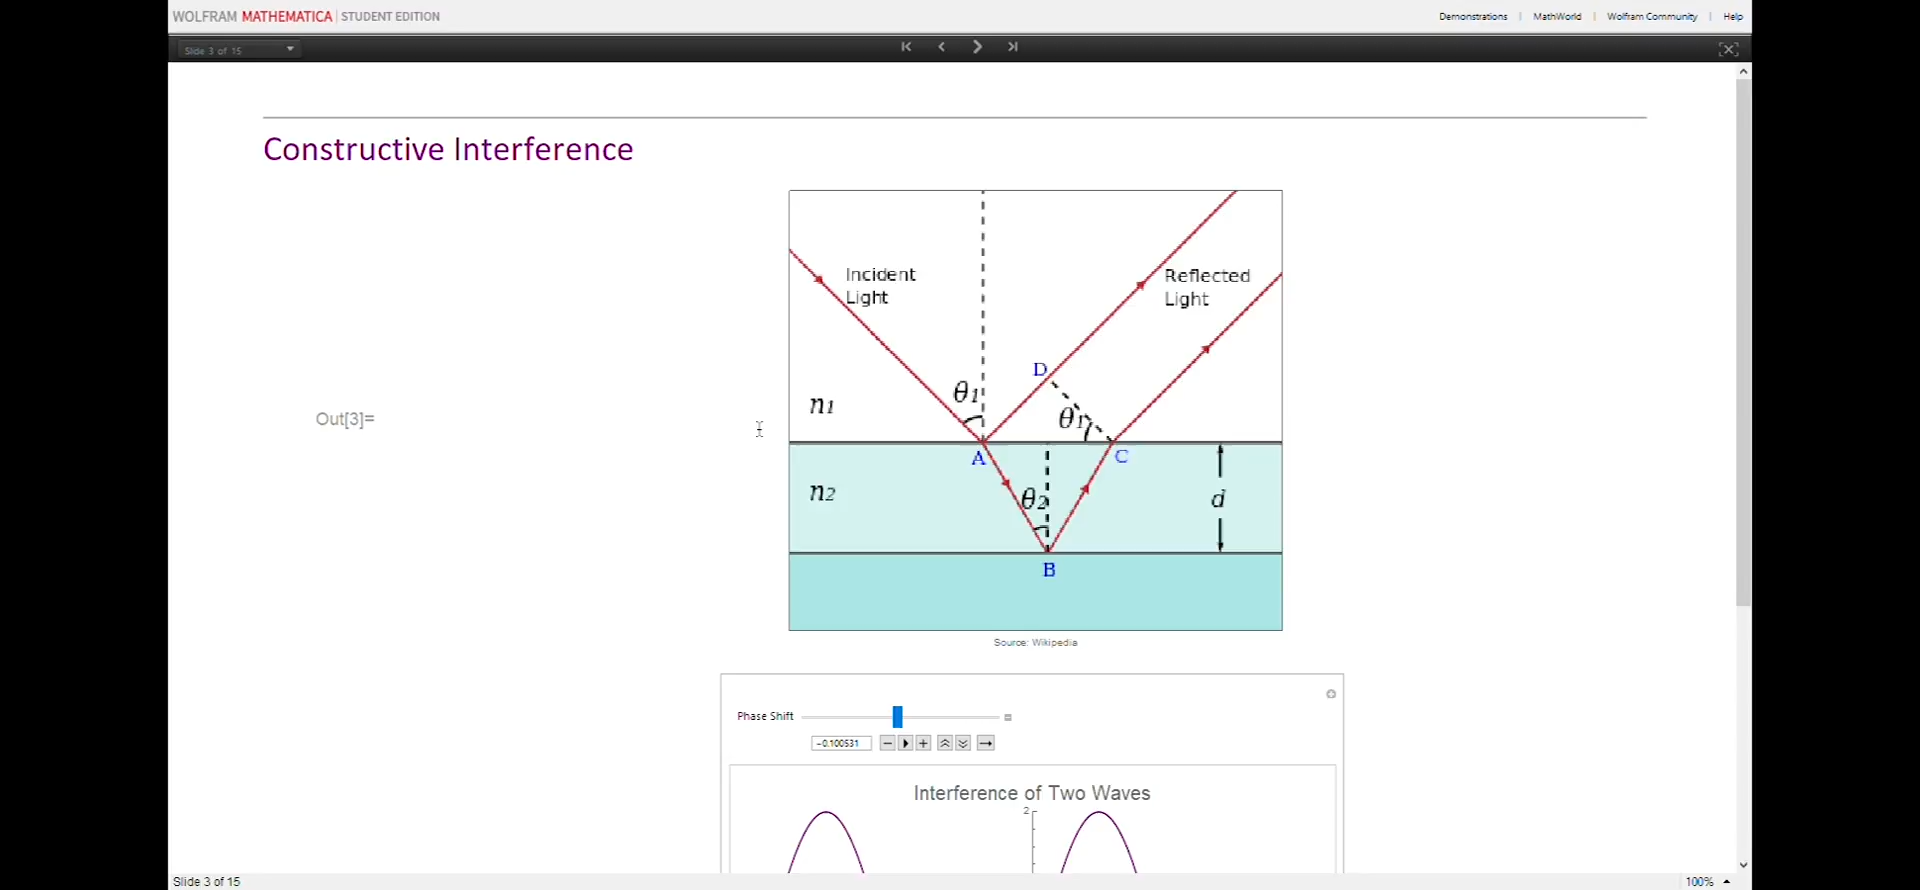 WOLFRAM MATHEMATICA | STUDENT EDITION
Demonstrations | MathWorld | Wolfram Community | Help
Slide 3 of 15
Constructive Interference
Incident
Light
Reflected
Light
D
θ1
θ1
n1
Out[3]=
A
C
n2
θ2
d
B
Source: Wikipedia
Phase Shift
-0.100531
Interference of Two Waves
2
Slide 3 of 15
100%